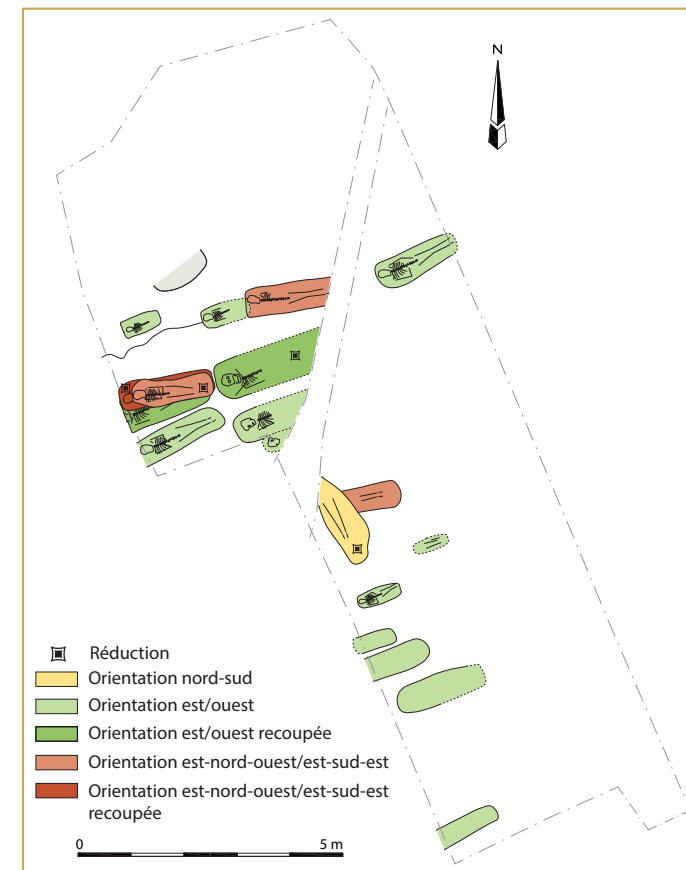 N
Réduction
Orientation nord-sud
Orientation est/ouest
Orientation est/ouest recoupée
Orientation est-nord-ouest/est-sud-est
Orientation est-nord-ouest/est-sud-est
recoupée
0 5 m